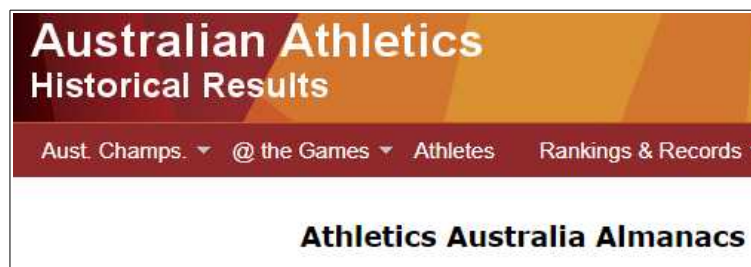 Australian Athletics
Historical Results
Aust. Champs. @ the Games Athletes Rankings & Records
Athletics Australia Almanacs